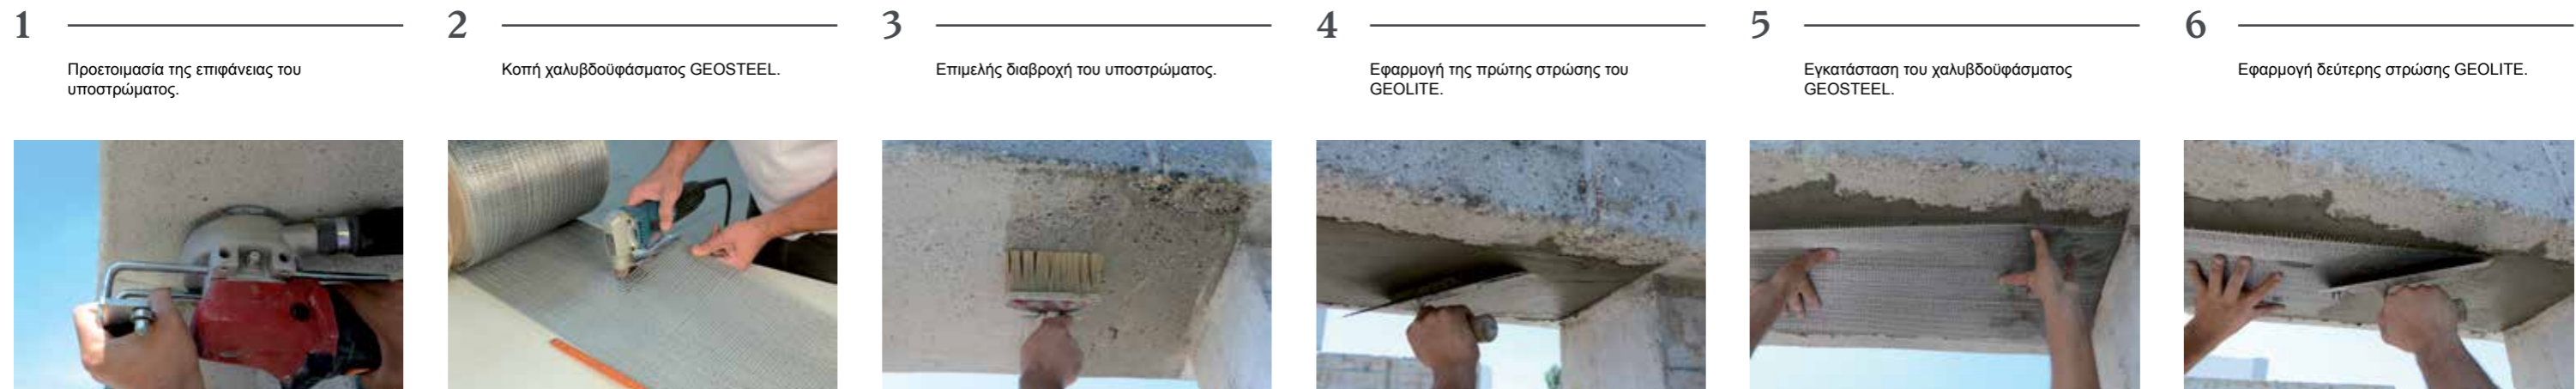 1
Προετοιμασία της επιφάνειας του
υποστρώματος.
2
Κοπή χαλυβδοϋφάσματος GEOSTEEL.
3
Επιμελής διαβροχή του υποστρώματος.
4
Εφαρμογή της πρώτης στρώσης του
GEOLITE.
5
Εγκατάσταση του χαλυβδοϋφάσματος
GEOSTEEL.
6
Εφαρμογή δεύτερης στρώσης GEOLITE.